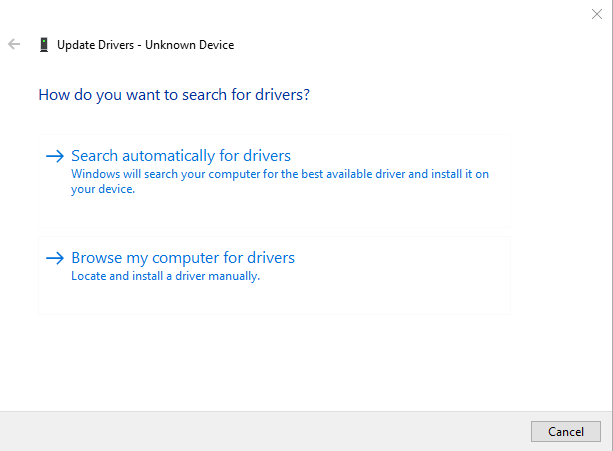 Update Drivers - Unknown Device
How do you want to search for drivers?
Search automatically for drivers
Windows will search your computer for the best available driver and install it on
your device.
Browse my computer for drivers
Locate and install a driver manually.
Cancel